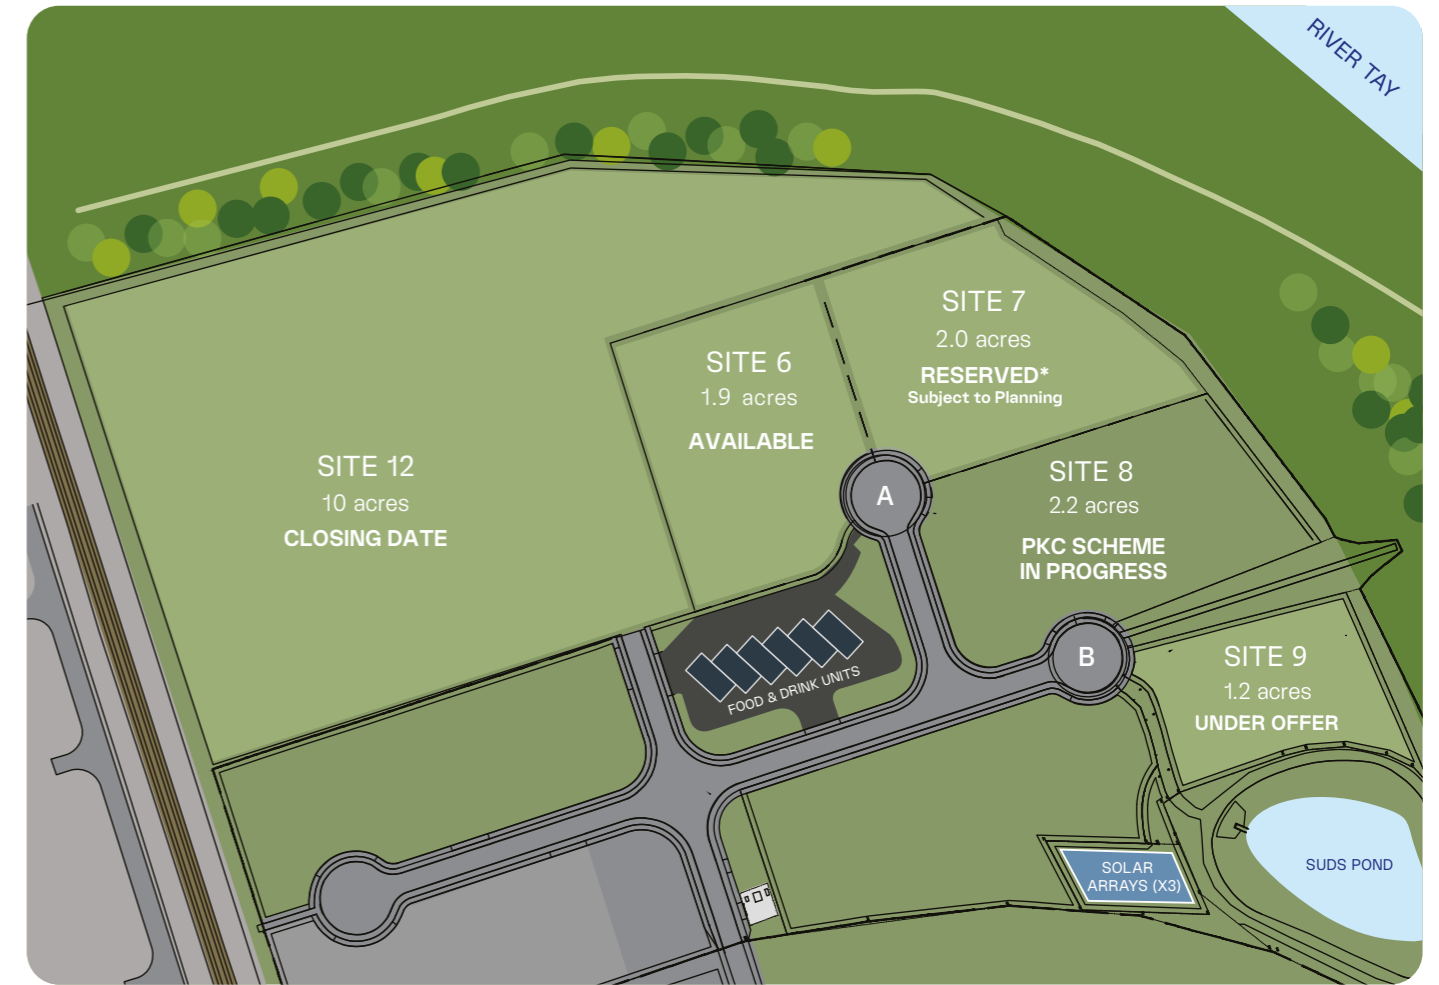 RIVER TAY
SITE 7
2.0 acres
RESERVED*
Subject to Planning
SITE 6
1.9 acres
AVAILABLE
SITE 12
10 acres
CLOSING DATE
A
SITE 8
2.2 acres
PKC SCHEME
IN PROGRESS
B
SITE 9
1.2 acres
UNDER OFFER
FOOD & DRINK UNITS
SOLAR
ARRAYS (X3)
SUDS POND